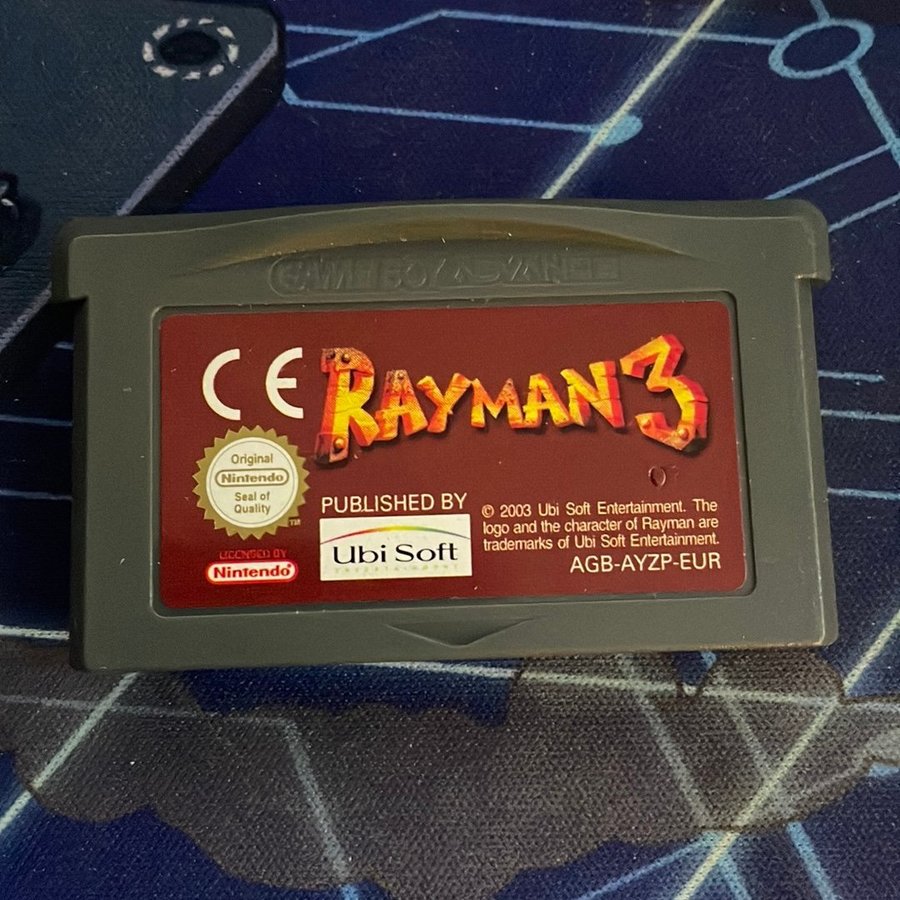 GAME BOY ADVANCE
CE
RAYMAN 3
Original
Nintendo
Seal of
Quality
TM
LICENSED BY
Nintendo
PUBLISHED BY
Ubi Soft
ENTERTAINMENT
© 2003 Ubi Soft Entertainment. The
logo and the character of Rayman are
trademarks of Ubi Soft Entertainment.
AGB-AYZP-EUR